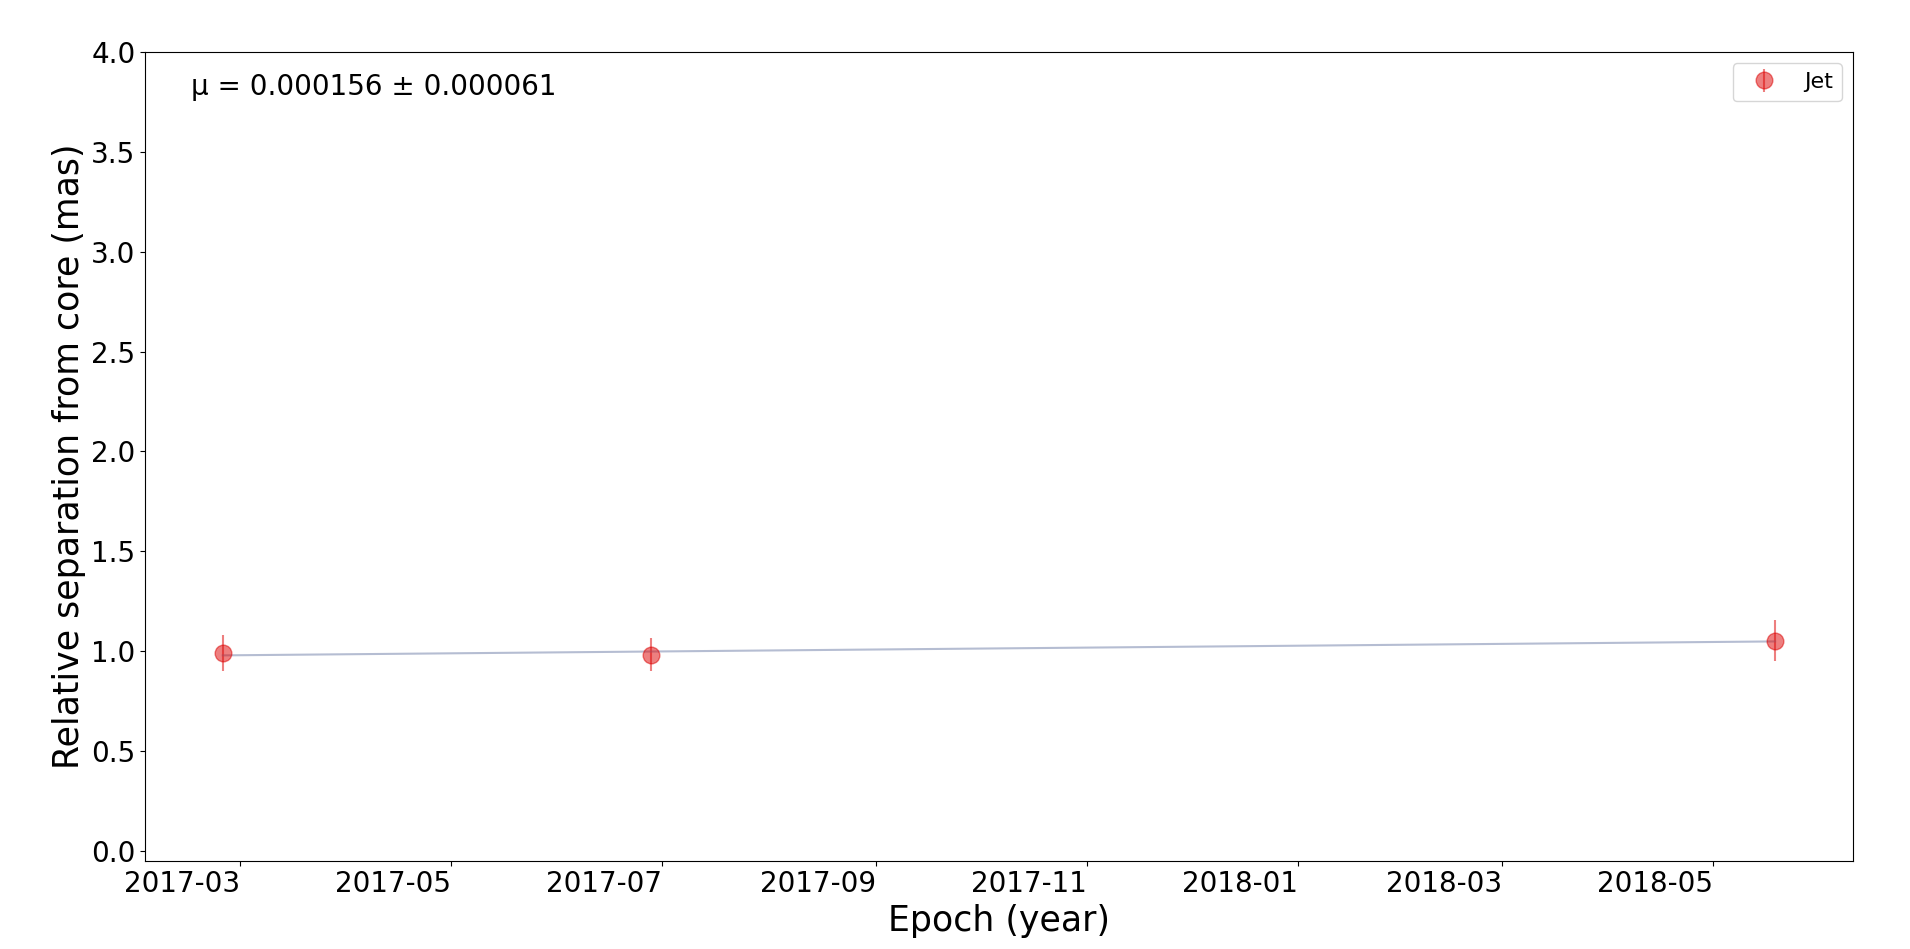 μ = 0.000156 ± 0.000061
Jet
Relative separation from core (mas)
4.0
3.5
3.0
2.5
2.0
1.5
1.0
0.5
0.0
2017-03 2017-05 2017-07 2017-09 2017-11 2018-01 2018-03 2018-05
Epoch (year)